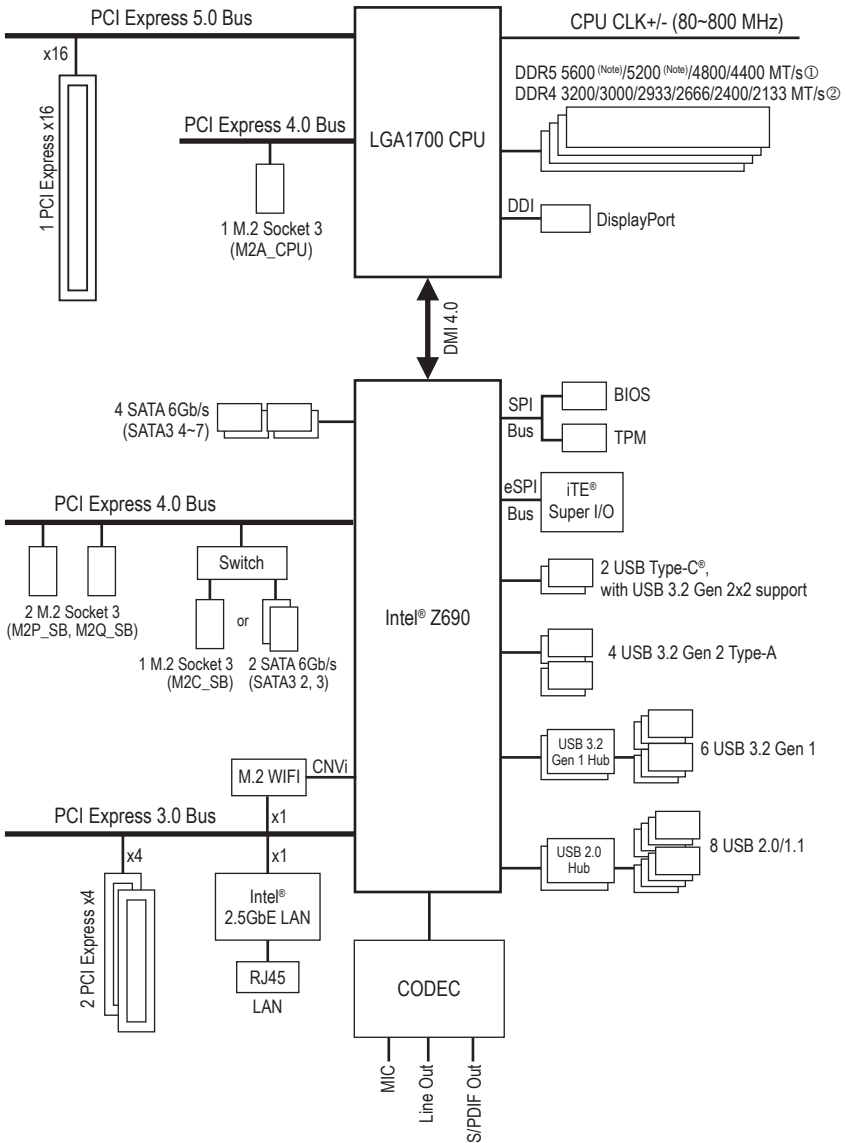 PCI Express 5.0 Bus
CPU CLK+/- (80~800 MHz)
x16
1 PCI Express x16
DDR5 5600 (Note)/5200 (Note)/4800/4400 MT/s①
DDR4 3200/3000/2933/2666/2400/2133 MT/s②
PCI Express 4.0 Bus
LGA1700 CPU
1 M.2 Socket 3
(M2A_CPU)
DDI
DisplayPort
DMI 4.0
4 SATA 6Gb/s
(SATA3 4~7)
SPI
Bus
BIOS
TPM
eSPI
Bus
iTE®
Super I/O
PCI Express 4.0 Bus
Switch
2 M.2 Socket 3
(M2P_SB, M2Q_SB)
or
1 M.2 Socket 3
(M2C_SB)
2 SATA 6Gb/s
(SATA3 2, 3)
Intel® Z690
2 USB Type-C®,
with USB 3.2 Gen 2x2 support
4 USB 3.2 Gen 2 Type-A
USB 3.2
Gen 1 Hub
6 USB 3.2 Gen 1
M.2 WIFI
CNVi
PCI Express 3.0 Bus
x1
x4
x1
2 PCI Express x4
Intel®
2.5GbE LAN
RJ45
LAN
USB 2.0
Hub
8 USB 2.0/1.1
CODEC
MIC
Line Out
S/PDIF Out